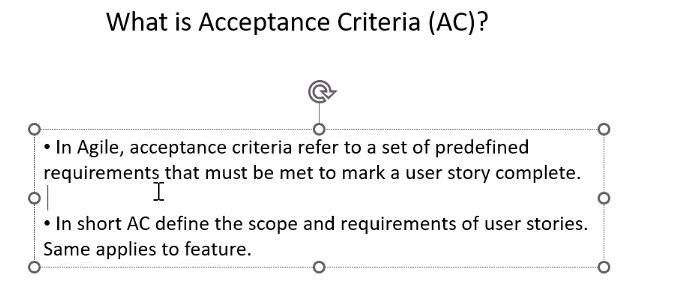 What is Acceptance Criteria (AC)?
• In Agile, acceptance criteria refer to a set of predefined
requirements that must be met to mark a user story complete.
• In short AC define the scope and requirements of user stories.
Same applies to feature.